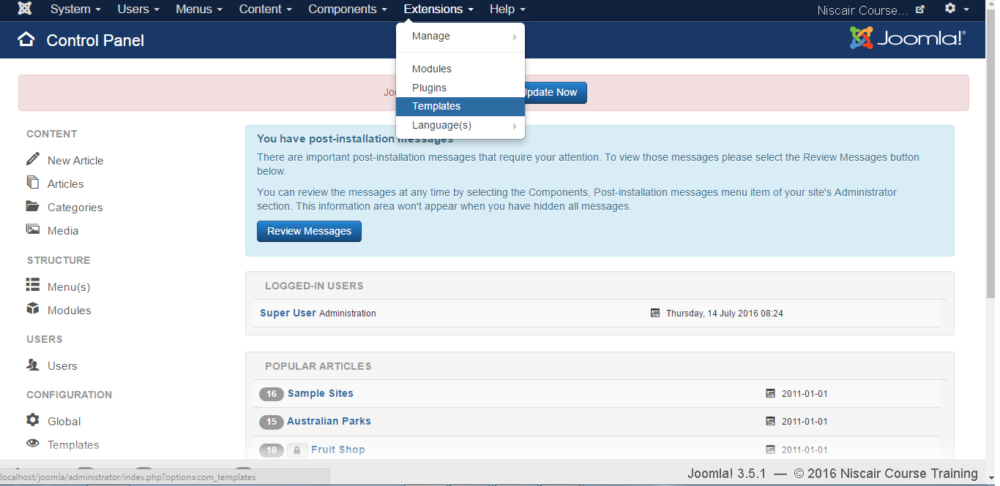 System Users Menus Content Components Extensions Help Niscair Course...
Control Panel Joomla!®
Manage
Modules
Plugins
Templates
Language(s)
Update Now
CONTENT
New Article
Articles
Categories
Media
STRUCTURE
Menu(s)
Modules
USERS
Users
CONFIGURATION
Global
Templates
You have post-installation messages
There are important post-installation messages that require your attention. To view those messages please select the Review Messages button
below.
You can review the messages at any time by selecting the Components, Post-installation messages menu item of your site's Administrator
section. This information area won't appear when you have hidden all messages.
Review Messages
LOGGED-IN USERS
Super User Administration Thursday, 14 July 2016 08:24
POPULAR ARTICLES
16 Sample Sites 2011-01-01
15 Australian Parks 2011-01-01
10 Fruit Shop 2011-01-01
localhost/joomla/administrator/index.php?option=com_templates
Joomla! 3.5.1 — © 2016 Niscair Course Training